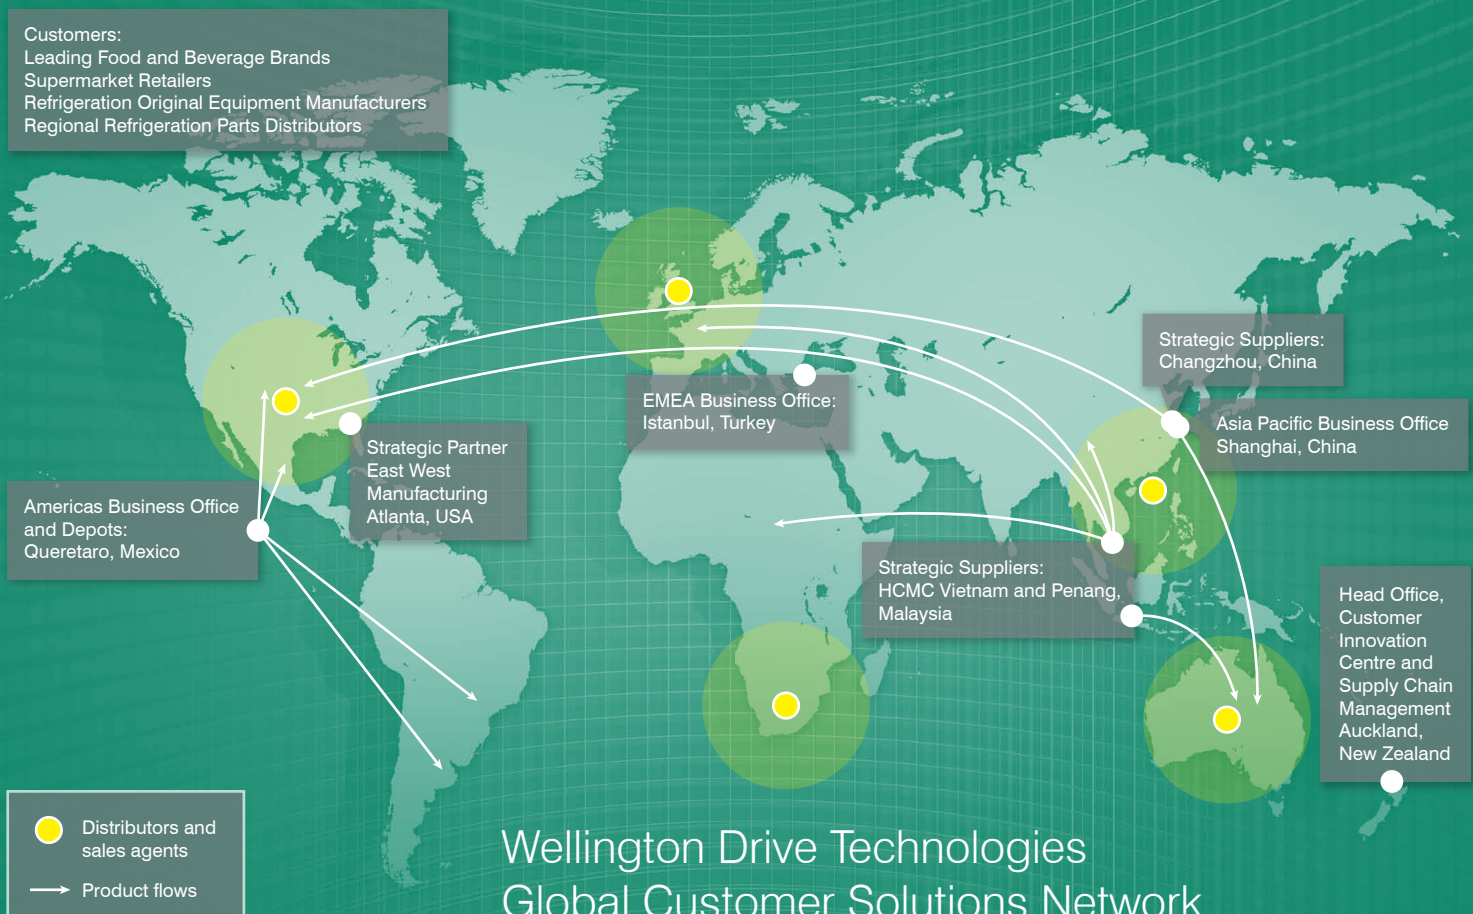 Customers:
Leading Food and Beverage Brands
Supermarket Retailers
Refrigeration Original Equipment Manufacturers
Regional Refrigeration Parts Distributors
Strategic Suppliers:
Changzhou, China
EMEA Business Office:
Istanbul, Turkey
Asia Pacific Business Office
Shanghai, China
Strategic Partner
East West
Manufacturing
Atlanta, USA
Americas Business Office
and Depots:
Queretaro, Mexico
Strategic Suppliers:
HCMC Vietnam and Penang,
Malaysia
Head Office,
Customer
Innovation
Centre and
Supply Chain
Management
Auckland,
New Zealand
Distributors and
sales agents
Product flows
Wellington Drive Technologies
Global Customer Solutions Network